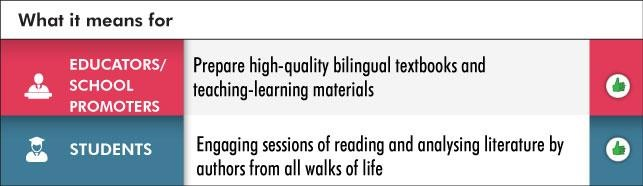 What it means for
EDUCATORS/
SCHOOL
PROMOTERS
Prepare high-quality bilingual textbooks and
teaching-learning materials
STUDENTS
Engaging sessions of reading and analysing literature by
authors from all walks of life